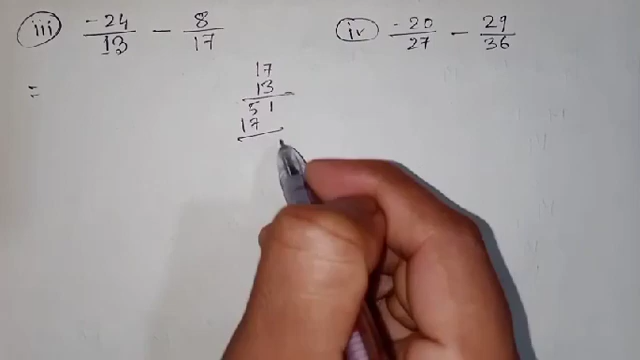 iii) -24/13 - 8/17
iv) -20/27 - 29/36
=
17
13
51
17